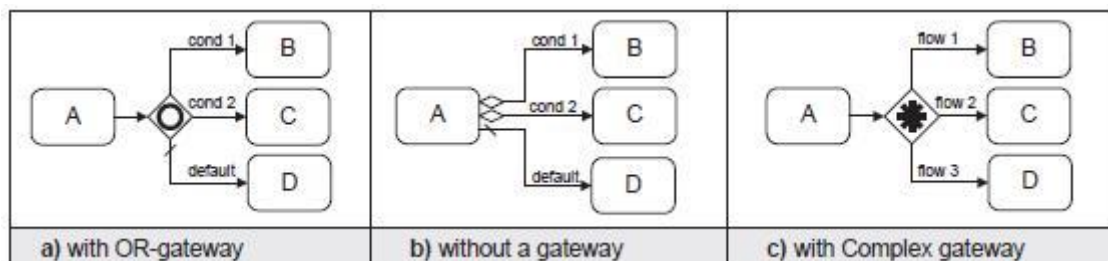 cond 1
B
A
cond 2
C
default
D
a) with OR-gateway
cond 1
B
A
cond 2
C
default
D
b) without a gateway
flow 1
B
A
flow 2
C
flow 3
D
c) with Complex gateway